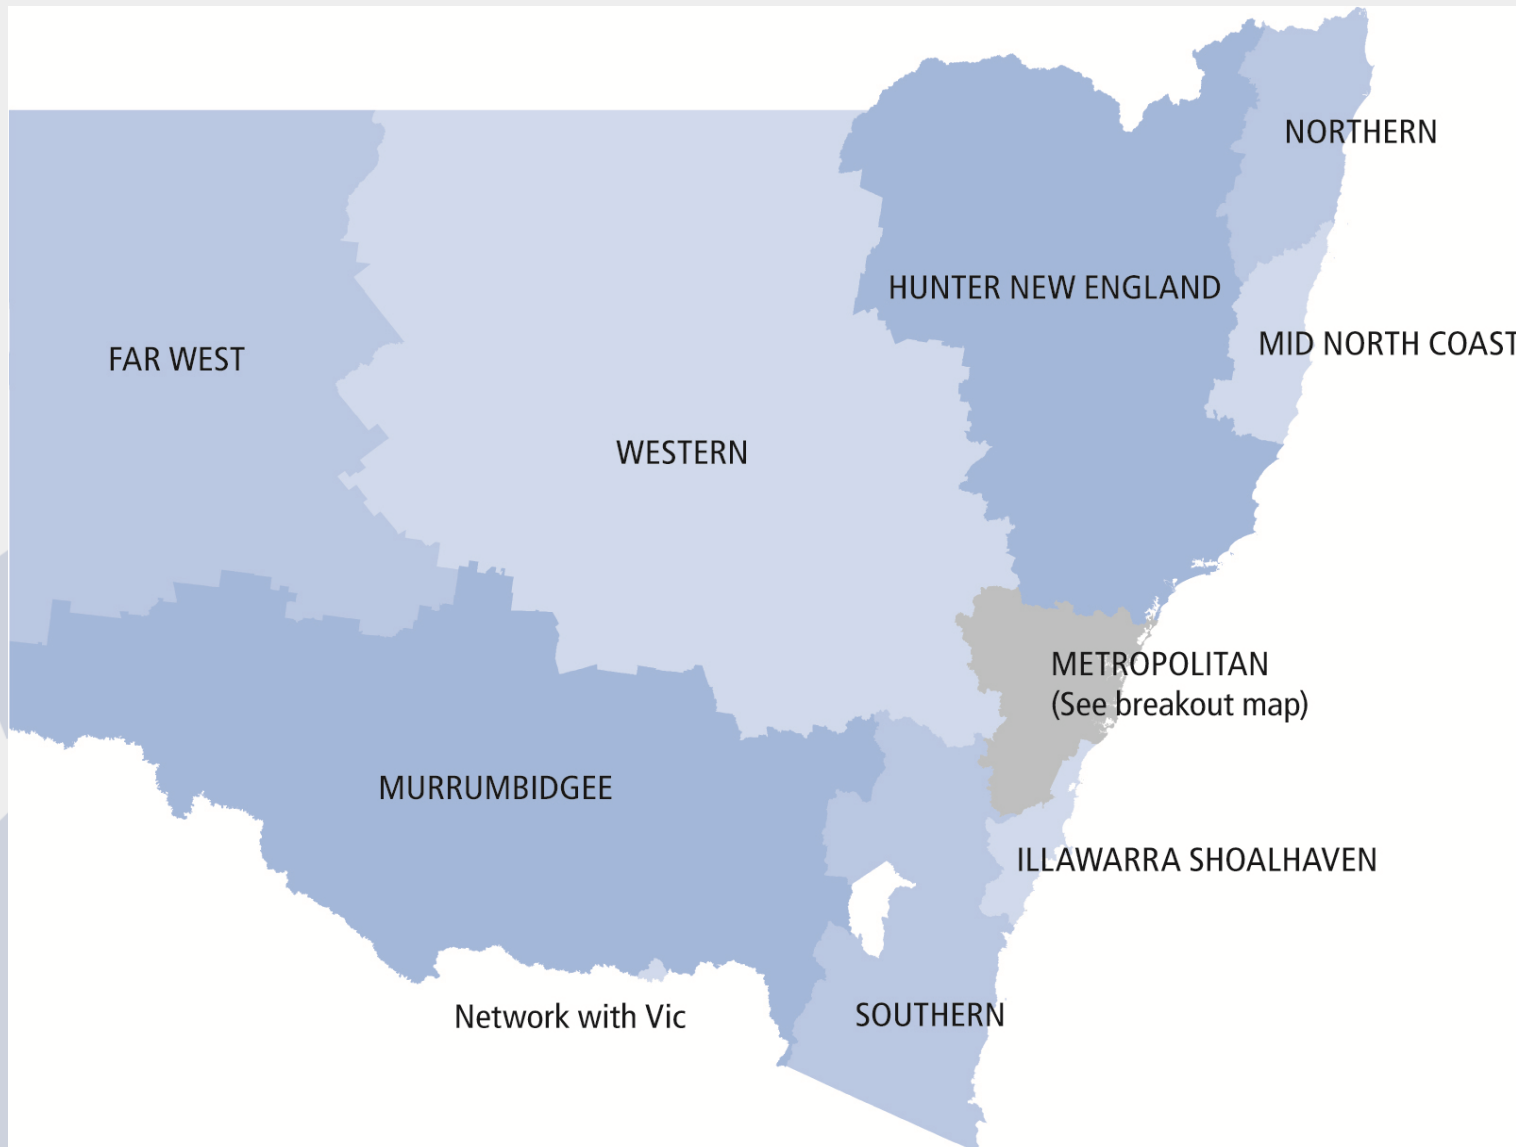 NORTHERN
HUNTER NEW ENGLAND
MID NORTH COAST
FAR WEST
WESTERN
METROPOLITAN
(See breakout map)
MURRUMBIDGEE
ILLAWARRA SHOALHAVEN
Network with Vic
SOUTHERN